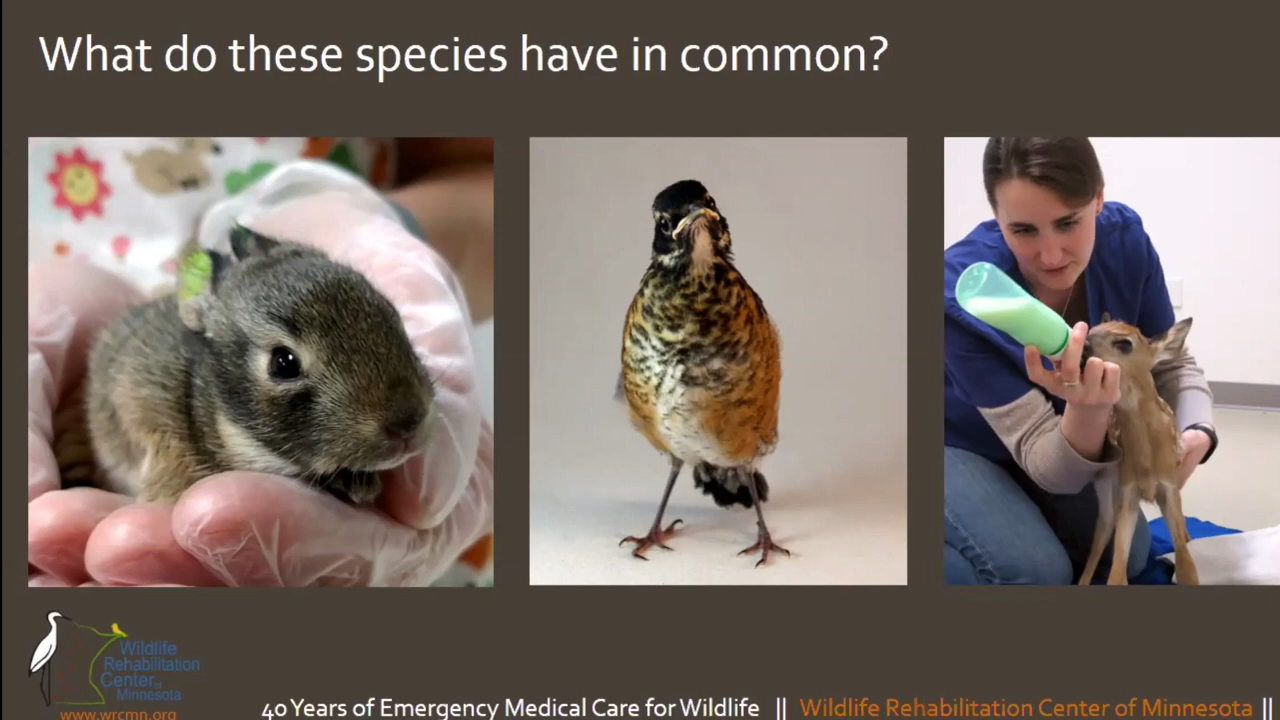 What do these species have in common?
Wildlife
Rehabilitation
Center of
Minnesota
www.wrcmn.org
40 Years of Emergency Medical Care for Wildlife || Wildlife Rehabilitation Center of Minnesota ||